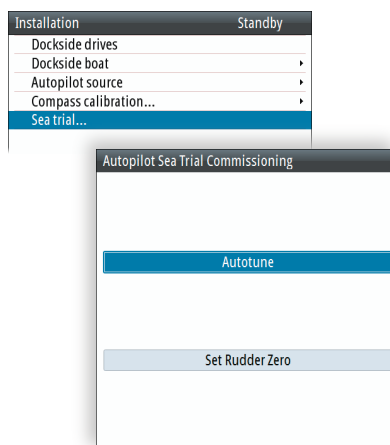 Installation Standby
Dockside drives
Dockside boat
Autopilot source
Compass calibration...
Sea trial...
Autopilot Sea Trial Commissioning
Autotune
Set Rudder Zero